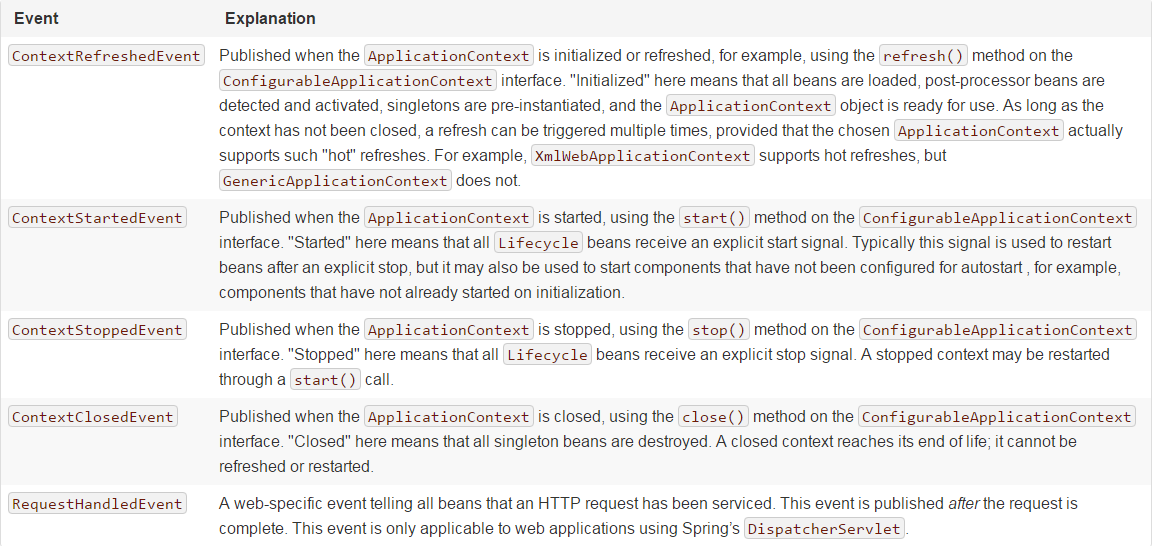 Event Explanation
ContextRefreshedEvent Published when the ApplicationContext is initialized or refreshed, for example, using the refresh() method on the
ConfigurableApplicationContext interface. "Initialized" here means that all beans are loaded, post-processor beans are
detected and activated, singletons are pre-instantiated, and the ApplicationContext object is ready for use. As long as the
context has not been closed, a refresh can be triggered multiple times, provided that the chosen ApplicationContext actually
supports such "hot" refreshes. For example, XmlWebApplicationContext supports hot refreshes, but
GenericApplicationContext does not.
ContextStartedEvent Published when the ApplicationContext is started, using the start() method on the ConfigurableApplicationContext
interface. "Started" here means that all Lifecycle beans receive an explicit start signal. Typically this signal is used to restart
beans after an explicit stop, but it may also be used to start components that have not been configured for autostart , for example,
components that have not already started on initialization.
ContextStoppedEvent Published when the ApplicationContext is stopped, using the stop() method on the ConfigurableApplicationContext
interface. "Stopped" here means that all Lifecycle beans receive an explicit stop signal. A stopped context may be restarted
through a start() call.
ContextClosedEvent Published when the ApplicationContext is closed, using the close() method on the ConfigurableApplicationContext
interface. "Closed" here means that all singleton beans are destroyed. A closed context reaches its end of life; it cannot be
refreshed or restarted.
RequestHandledEvent A web-specific event telling all beans that an HTTP request has been serviced. This event is published after the request is
complete. This event is only applicable to web applications using Spring’s DispatcherServlet.